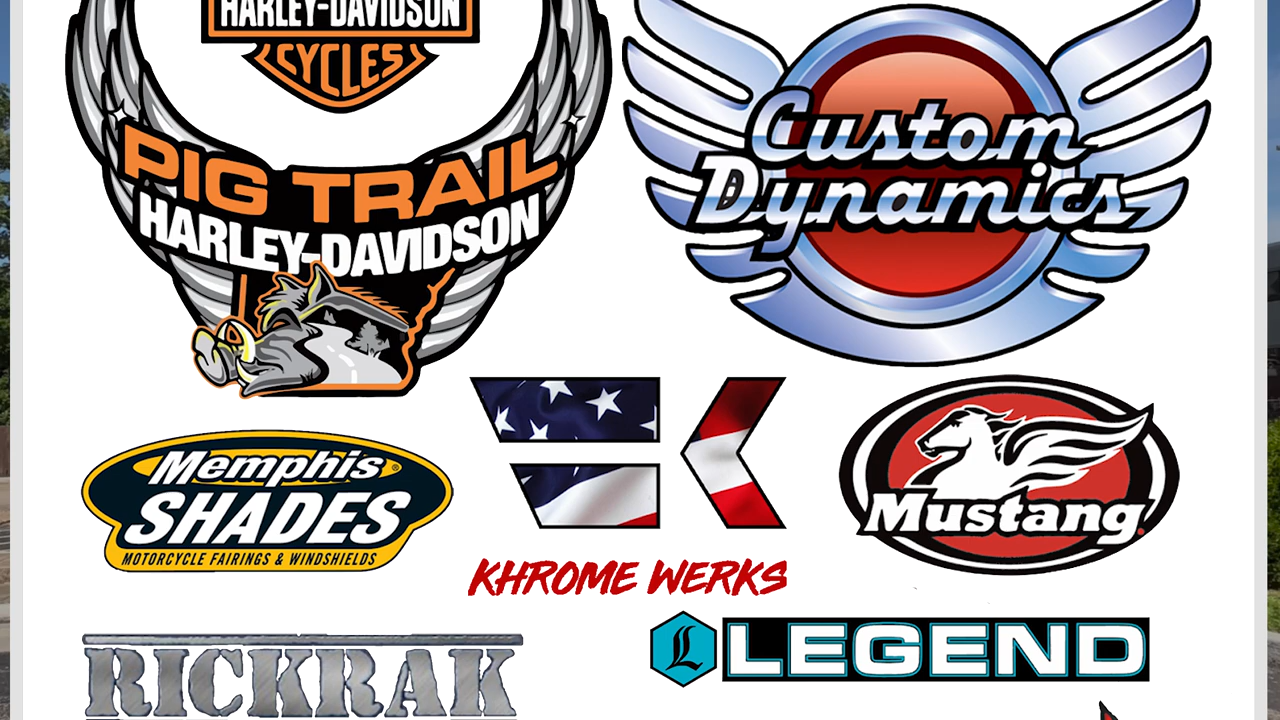 HARLEY-DAVIDSON
CYCLES
PIG TRAIL
HARLEY-DAVIDSON
Custom
Dynamics
Memphis®
SHADES
MOTORCYCLE FAIRINGS & WINDSHIELDS
KHROME WERKS
Mustang
RICKRAK
L LEGEND